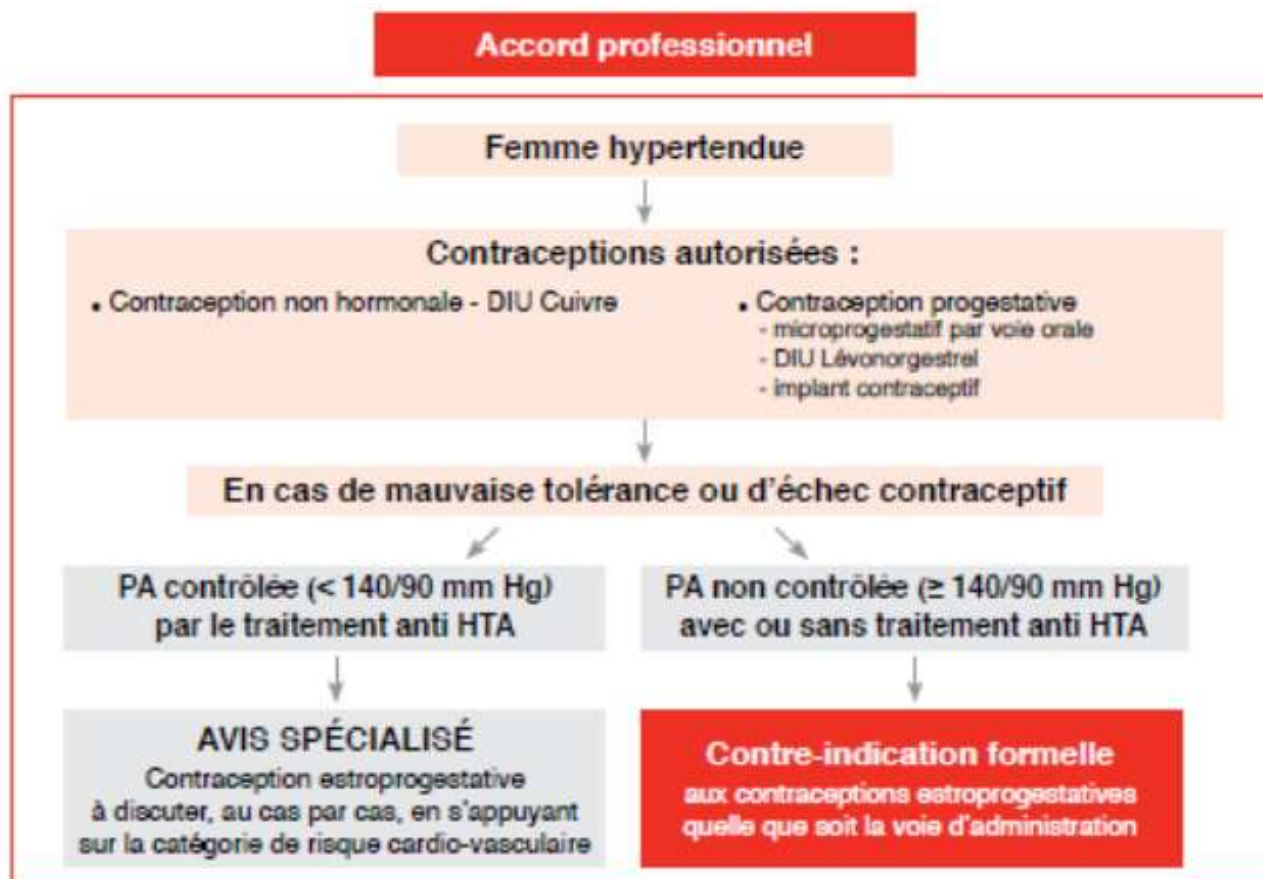 Accord professionnel
Femme hypertendue
Contraceptions autorisées :
. Contraception non hormonale - DIU Cuivre
. Contraception progestative
- microprogestatif par voie orale
- DIU Lévonorgestrel
- implant contraceptif
En cas de mauvaise tolérance ou d'échec contraceptif
PA contrôlée (< 140/90 mm Hg)
par le traitement anti HTA
PA non contrôlée (≥ 140/90 mm Hg)
avec ou sans traitement anti HTA
AVIS SPÉCIALISÉ
Contraception estroprogestative
à discuter, au cas par cas, en s'appuyant
sur la catégorie de risque cardio-vasculaire
Contre-indication formelle
aux contraceptions estroprogestatives
quelle que soit la voie d'administration